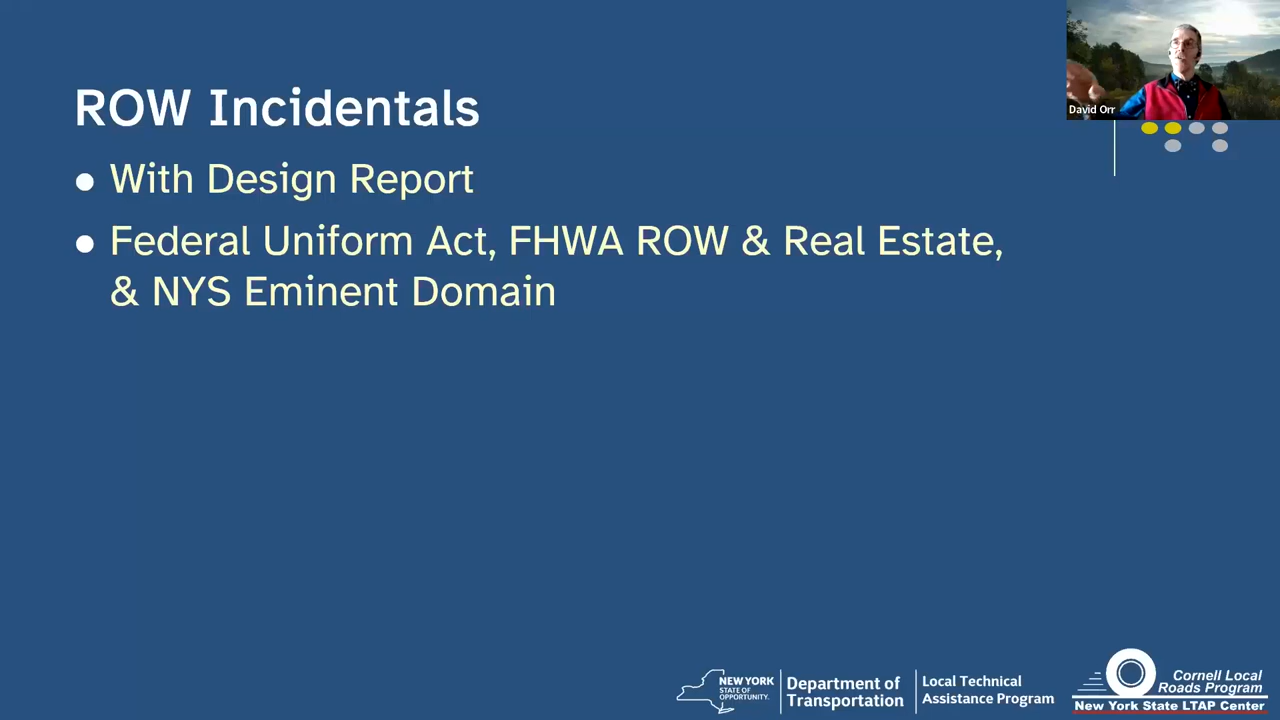 ROW Incidentals
David Orr
With Design Report
Federal Uniform Act, FHWA ROW & Real Estate,
& NYS Eminent Domain
NEW YORK
STATE OF
OPPORTUNITY.
Department of
Transportation
Local Technical
Assistance Program
Cornell Local
Roads Program
New York State LTAP Center